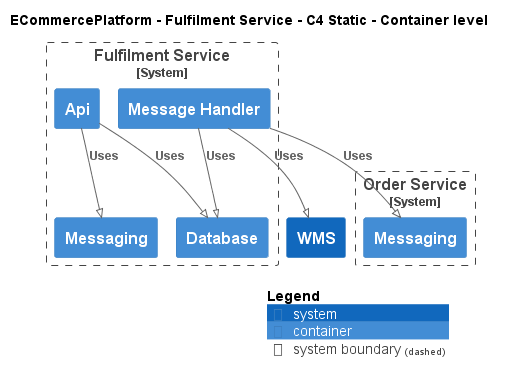 ECommercePlatform - Fulfilment Service - C4 Static - Container level
Fulfilment Service
[System]
Api
Message Handler
Uses
Uses
Uses
Uses
Uses
Order Service
[System]
Messaging
Database
WMS
Messaging
Legend
system
container
system boundary (dashed)